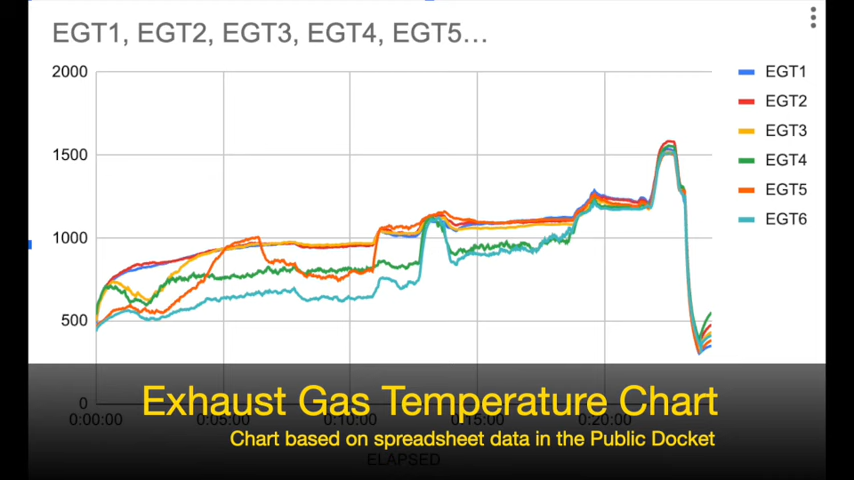 EGT1, EGT2, EGT3, EGT4, EGT5...
2000
1500
1000
500
0
EGT1
EGT2
EGT3
EGT4
EGT5
EGT6
0:00:00 0:05:00 0:10:00 0:15:00 0:20:00
Exhaust Gas Temperature Chart
Chart based on spreadsheet data in the Public Docket
ELAPSED